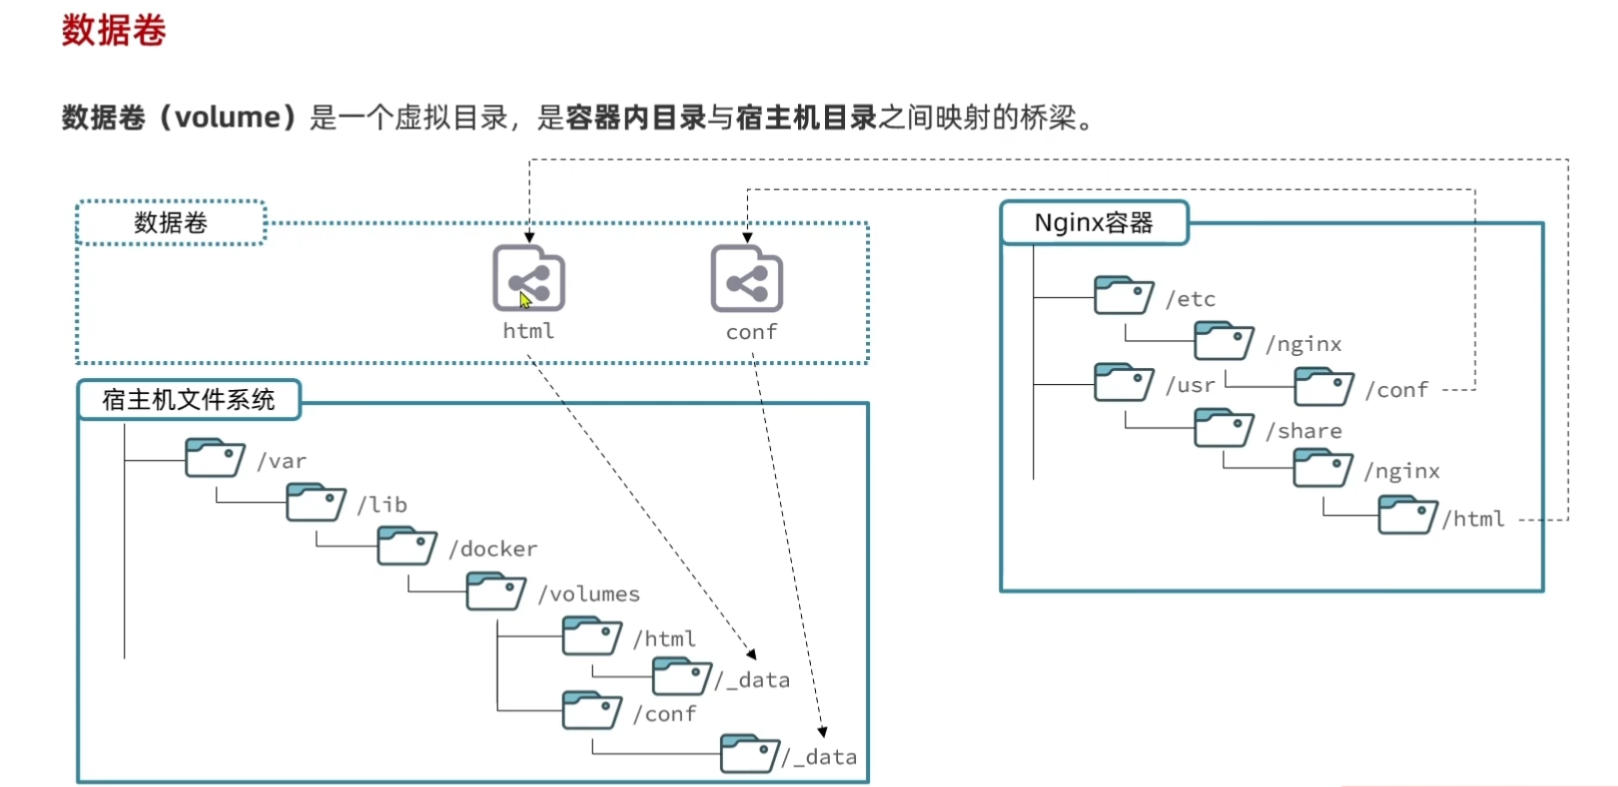 数据卷
数据卷（volume）是一个虚拟目录，是容器内目录与宿主机目录之间映射的桥梁。
数据卷
html
conf
宿主机文件系统
/var
/lib
/docker
/volumes
/html
/_data
/conf
/_data
Nginx容器
/etc
/nginx
/conf
/usr
/share
/nginx
/html